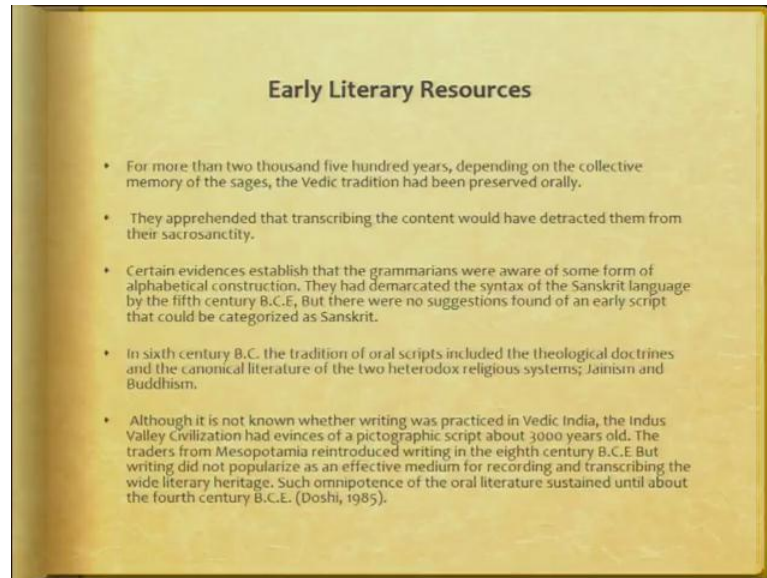 Early Literary Resources
• For more than two thousand five hundred years, depending on the collective
memory of the sages, the Vedic tradition had been preserved orally.
• They apprehended that transcribing the content would have detracted them from
their sacrosanctity.
• Certain evidences establish that the grammarians were aware of some form of
alphabetical construction. They had demarcated the syntax of the Sanskrit language
by the fifth century B.C.E, But there were no suggestions found of an early script
that could be categorized as Sanskrit.
• In sixth century B.C. the tradition of oral scripts included the theological doctrines
and the canonical literature of the two heterodox religious systems; Jainism and
Buddhism.
• Although it is not known whether writing was practiced in Vedic India, the Indus
Valley Civilization had evinces of a pictographic script about 3000 years old. The
traders from Mesopotamia reintroduced writing in the eighth century B.C.E But
writing did not popularize as an effective medium for recording and transcribing the
wide literary heritage. Such omnipotence of the oral literature sustained until about
the fourth century B.C.E. (Doshi, 1985).